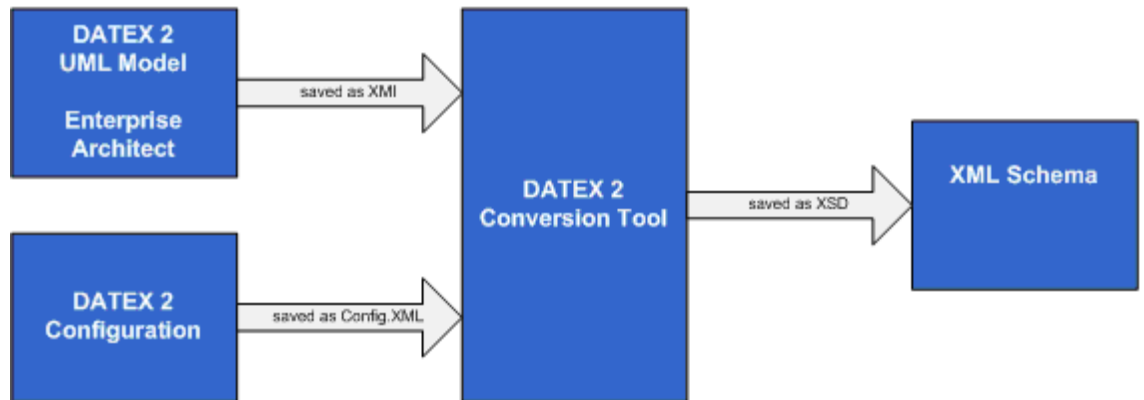 DATEX 2
UML Model
Enterprise
Architect
saved as XMI
DATEX 2
Configuration
saved as Config.XML
DATEX 2
Conversion Tool
saved as XSD
XML Schema